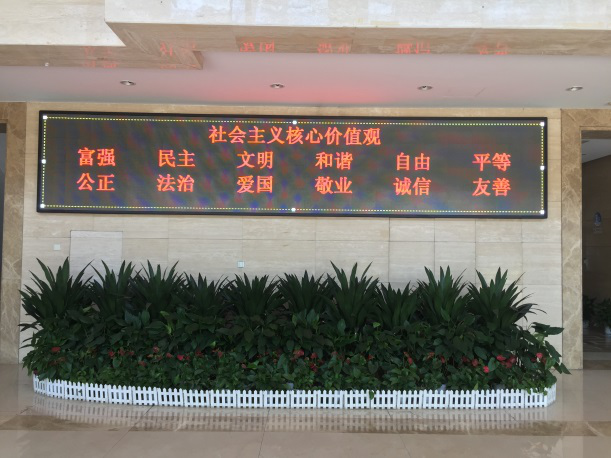 社会主义核心价值观
富强 民主 文明 和谐 自由 平等
公正 法治 爱国 敬业 诚信 友善